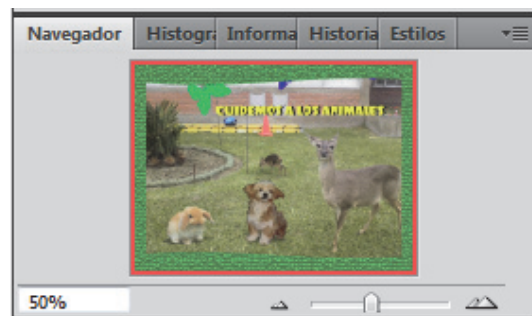 Navegador Histogr Informa Historia Estilos
CUIDEMOS A LOS ANIMALES
50%